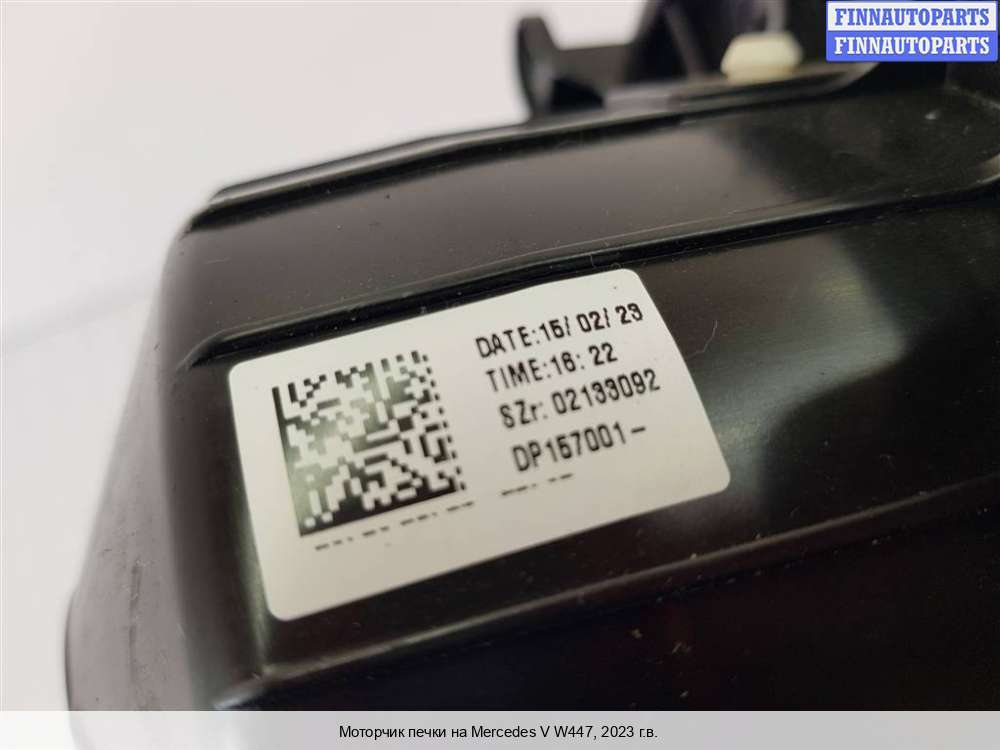 FINNAUTOPARTS
FINNAUTOPARTS
DATE:15/ 02/ 23
TIME:16: 22
SZr: 02133092
DP157001-
Моторчик печки на Mercedes V W447, 2023 г.в.